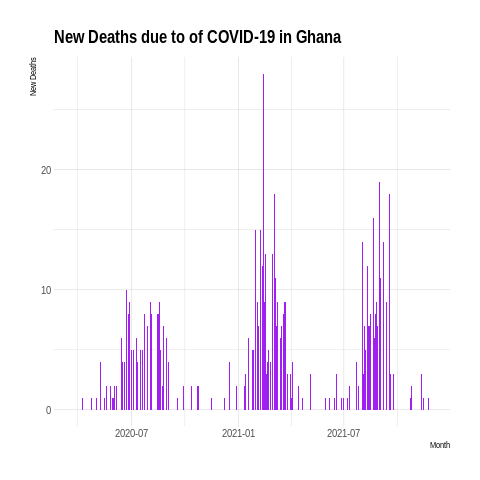 New Deaths due to of COVID-19 in Ghana
New Deaths
20
10
0
2020-07
2021-01
2021-07
Month